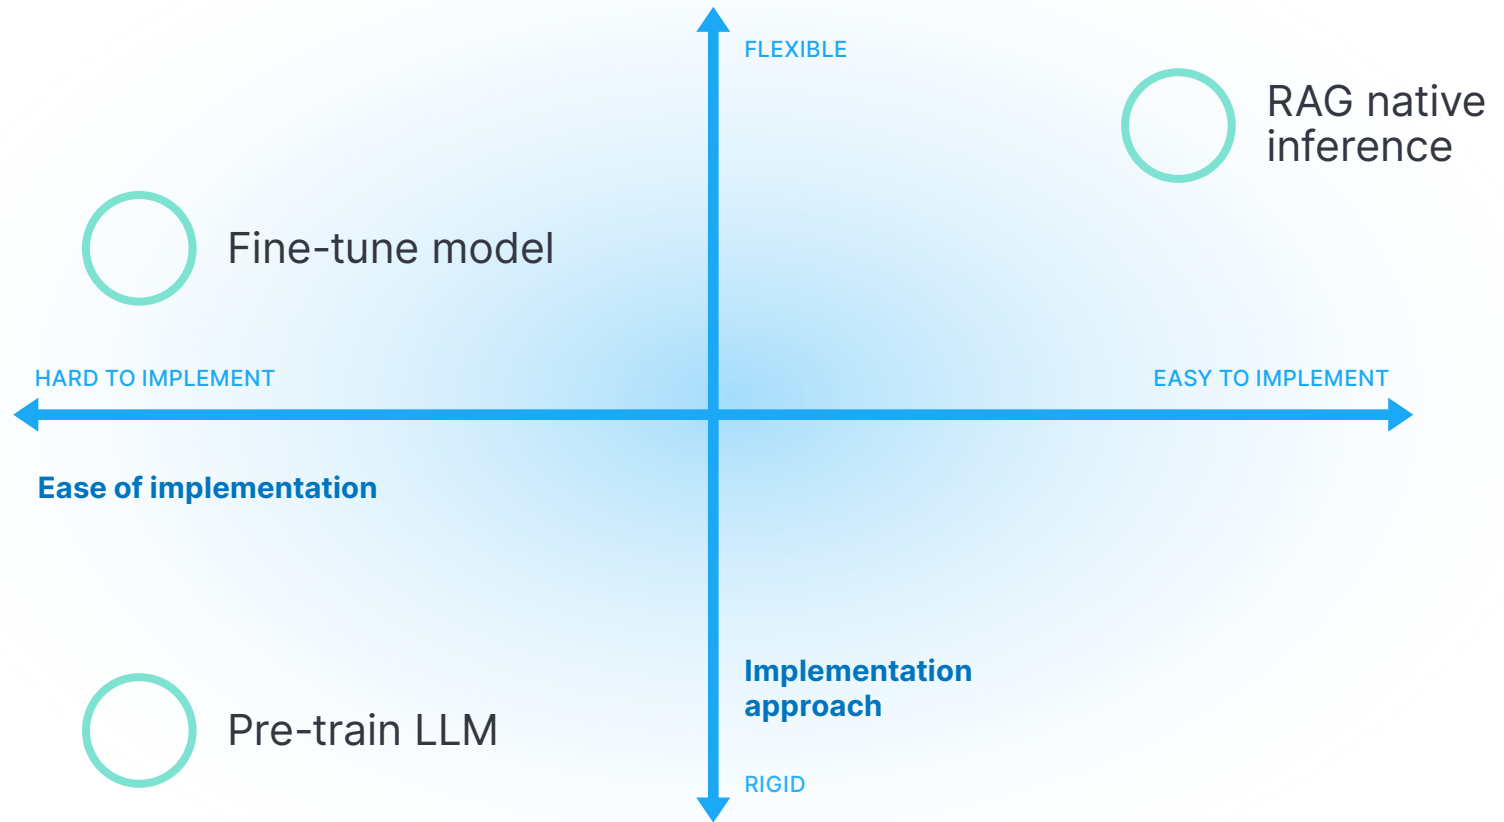 FLEXIBLE
RAG native
inference
Fine-tune model
HARD TO IMPLEMENT
EASY TO IMPLEMENT
Ease of implementation
Implementation
approach
Pre-train LLM
RIGID